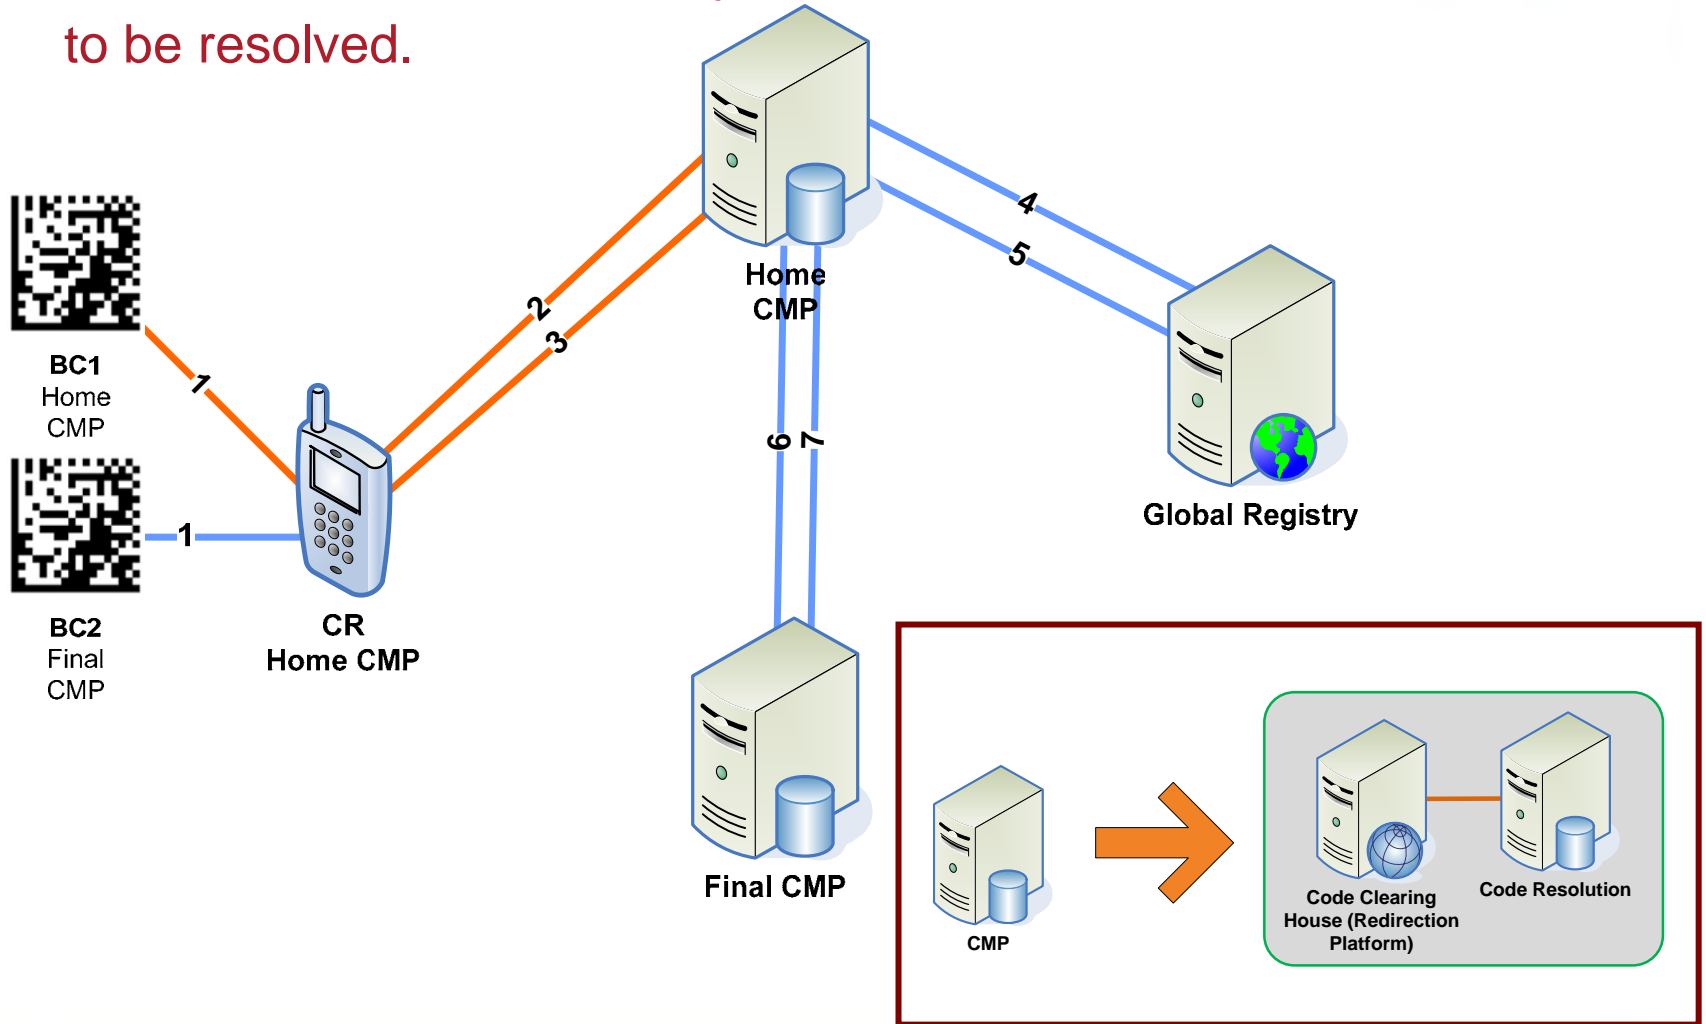 to be resolved.
Home
CMP
4
5
2
3
1
BC1
Home
CMP
1
BC2
Final
CMP
CR
Home CMP
6
7
Global Registry
Final CMP
CMP
Code Clearing
House (Redirection
Platform)
Code Resolution